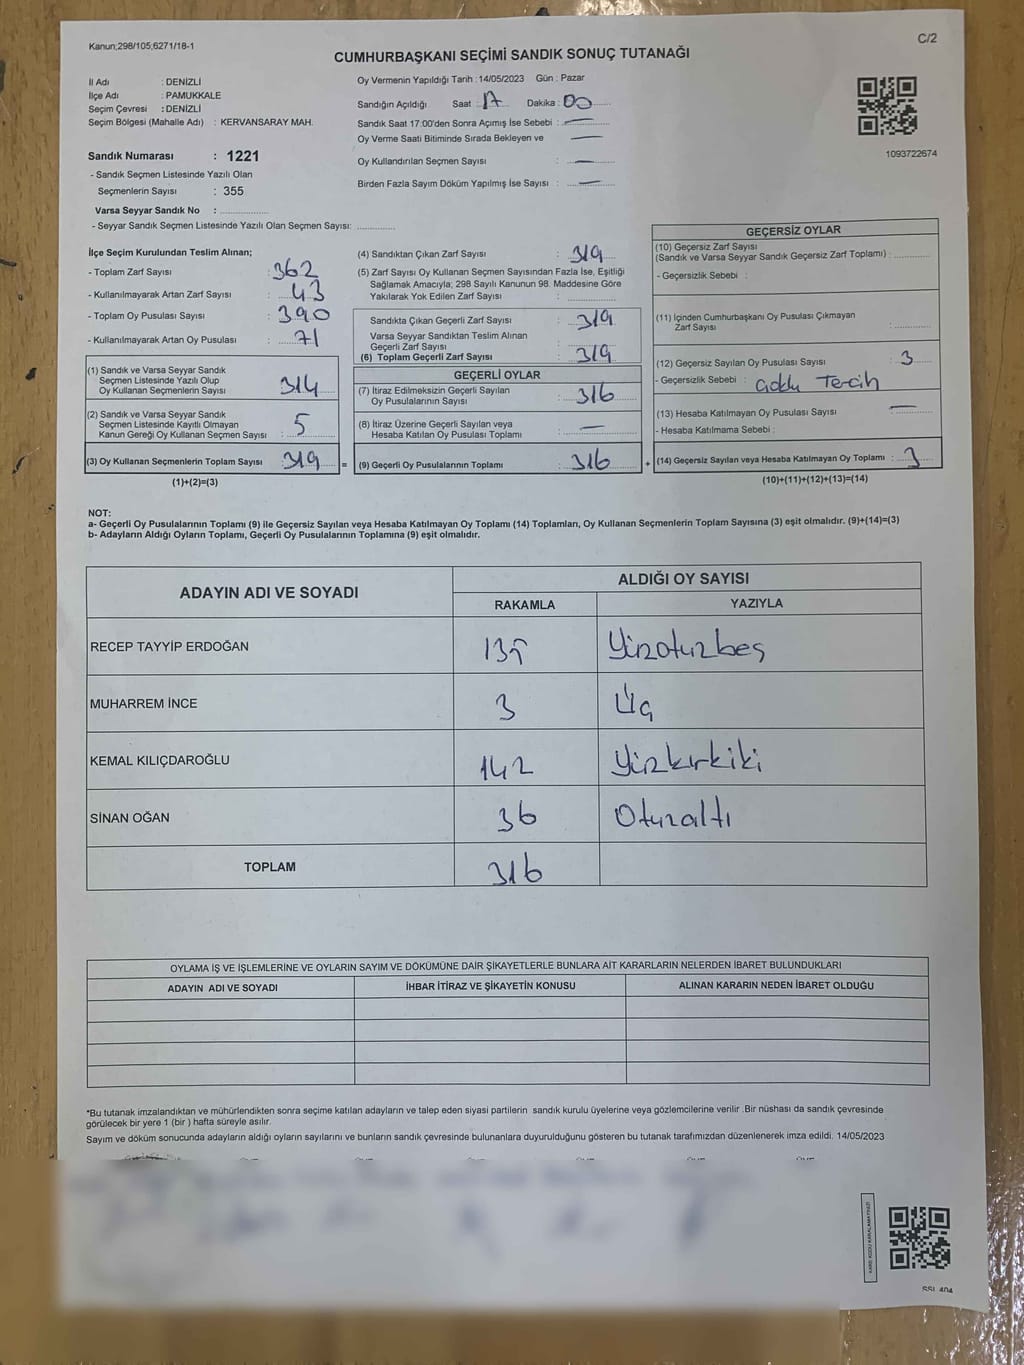 Kanun;298/105;6271/18-1
C/2
CUMHURBAŞKANI SEÇİMİ SANDIK SONUÇ TUTANAĞI
İl Adı : DENİZLİ
İlçe Adı : PAMUKKALE
Seçim Çevresi : DENİZLİ
Seçim Bölgesi (Mahalle Adı) : KERVANSARAY MAH.
Sandık Numarası : 1221
- Sandık Seçmen Listesinde Yazılı Olan
Seçmenlerin Sayısı : 355
Varsa Seyyar Sandık No :
- Seyyar Sandık Seçmen Listesinde Yazılı Olan Seçmen Sayısı:
Oy Vermenin Yapıldığı Tarih : 14/05/2023 Gün : Pazar
Sandığın Açıldığı Saat : 17 Dakika : 00
Sandık Saat 17:00'den Sonra Açımış İse Sebebi : —
Oy Verme Saati Bitiminde Sırada Bekleyen ve —
Oy Kullandırılan Seçmen Sayısı : —
Birden Fazla Sayım Döküm Yapılmış İse Sayısı : —
1093722674
İlçe Seçim Kurulundan Teslim Alınan;
- Toplam Zarf Sayısı : 362
- Kullanılmayarak Artan Zarf Sayısı : 43
- Toplam Oy Pusulası Sayısı : 390
- Kullanılmayarak Artan Oy Pusulası : 71
(1) Sandık ve Varsa Seyyar Sandık
Seçmen Listesinde Yazılı Olup
Oy Kullanan Seçmenlerin Sayısı : 314
(2) Sandık ve Varsa Seyyar Sandık
Seçmen Listesinde Kayıtlı Olmayan
Kanun Gereği Oy Kullanan Seçmen Sayısı : 5
(3) Oy Kullanan Seçmenlerin Toplam Sayısı : 319 =
(1)+(2)=(3)
(4) Sandıktan Çıkan Zarf Sayısı : 319
(5) Zarf Sayısı Oy Kullanan Seçmen Sayısından Fazla İse, Eşitliği
Sağlamak Amacıyla; 298 Sayılı Kanunun 98. Maddesine Göre
Yakılarak Yok Edilen Zarf Sayısı :
Sandıkta Çıkan Geçerli Zarf Sayısı : 319
Varsa Seyyar Sandıktan Teslim Alınan
Geçerli Zarf Sayısı :
(6) Toplam Geçerli Zarf Sayısı : 319
GEÇERLİ OYLAR
(7) İtiraz Edilmeksizin Geçerli Sayılan
Oy Pusulalarının Sayısı : 316
(8) İtiraz Üzerine Geçerli Sayılan veya
Hesaba Katılan Oy Pusulası Toplamı : —
(9) Geçerli Oy Pusulalarının Toplamı : 316 +
GEÇERSİZ OYLAR
(10) Geçersiz Zarf Sayısı
(Sandık ve Varsa Seyyar Sandık Geçersiz Zarf Toplamı) :
- Geçersizlik Sebebi :
(11) İçinden Cumhurbaşkanı Oy Pusulası Çıkmayan
Zarf Sayısı :
(12) Geçersiz Sayılan Oy Pusulası Sayısı : 3
- Geçersizlik Sebebi : Çoklu Tercih
(13) Hesaba Katılmayan Oy Pusulası Sayısı : —
- Hesaba Katılmama Sebebi :
(14) Geçersiz Sayılan veya Hesaba Katılmayan Oy Toplamı : 3
(10)+(11)+(12)+(13)=(14)
NOT:
a- Geçerli Oy Pusulalarının Toplamı (9) ile Geçersiz Sayılan veya Hesaba Katılmayan Oy Toplamı (14) Toplamları, Oy Kullanan Seçmenlerin Toplam Sayısına (3) eşit olmalıdır. (9)+(14)=(3)
b- Adayların Aldığı Oyların Toplamı, Geçerli Oy Pusulalarının Toplamına (9) eşit olmalıdır.
ADAYIN ADI VE SOYADI
ALDIĞI OY SAYISI
RAKAMLA YAZIYLA
RECEP TAYYİP ERDOĞAN 135 Yüzotuzbeş
MUHARREM İNCE 3 Üç
KEMAL KILIÇDAROĞLU 142 Yüzkırkiki
SİNAN OĞAN 36 Otuzaltı
TOPLAM 316
OYLAMA İŞ VE İŞLEMLERİNE VE OYLARIN SAYIM VE DÖKÜMÜNE DAİR ŞİKAYETLERLE BUNLARA AİT KARARLARIN NELERDEN İBARET BULUNDUKLARI
ADAYIN ADI VE SOYADI İHBAR İTİRAZ VE ŞİKAYETİN KONUSU ALINAN KARARIN NEDEN İBARET OLDUĞU
*Bu tutanak imzalandıktan ve mühürlendikten sonra seçime katılan adayların ve talep eden siyasi partilerin sandık kurulu üyelerine veya gözlemcilerine verilir .Bir nüshası da sandık çevresinde
görülecek bir yere 1 (bir ) hafta süreyle asılır.
Sayım ve döküm sonucunda adayların aldığı oyların sayılarını ve bunların sandık çevresinde bulunanlara duyurulduğunu gösteren bu tutanak tarafımızdan düzenlenerek imza edildi. 14/05/2023
KARE KODU KARALAMAYINIZ!